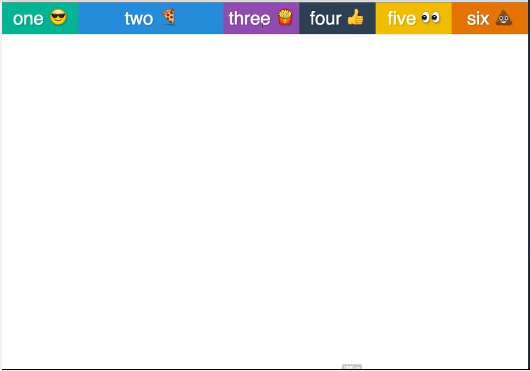 one 😎 two 🍕 three 🍟 four 👍 five 👀 six 💩